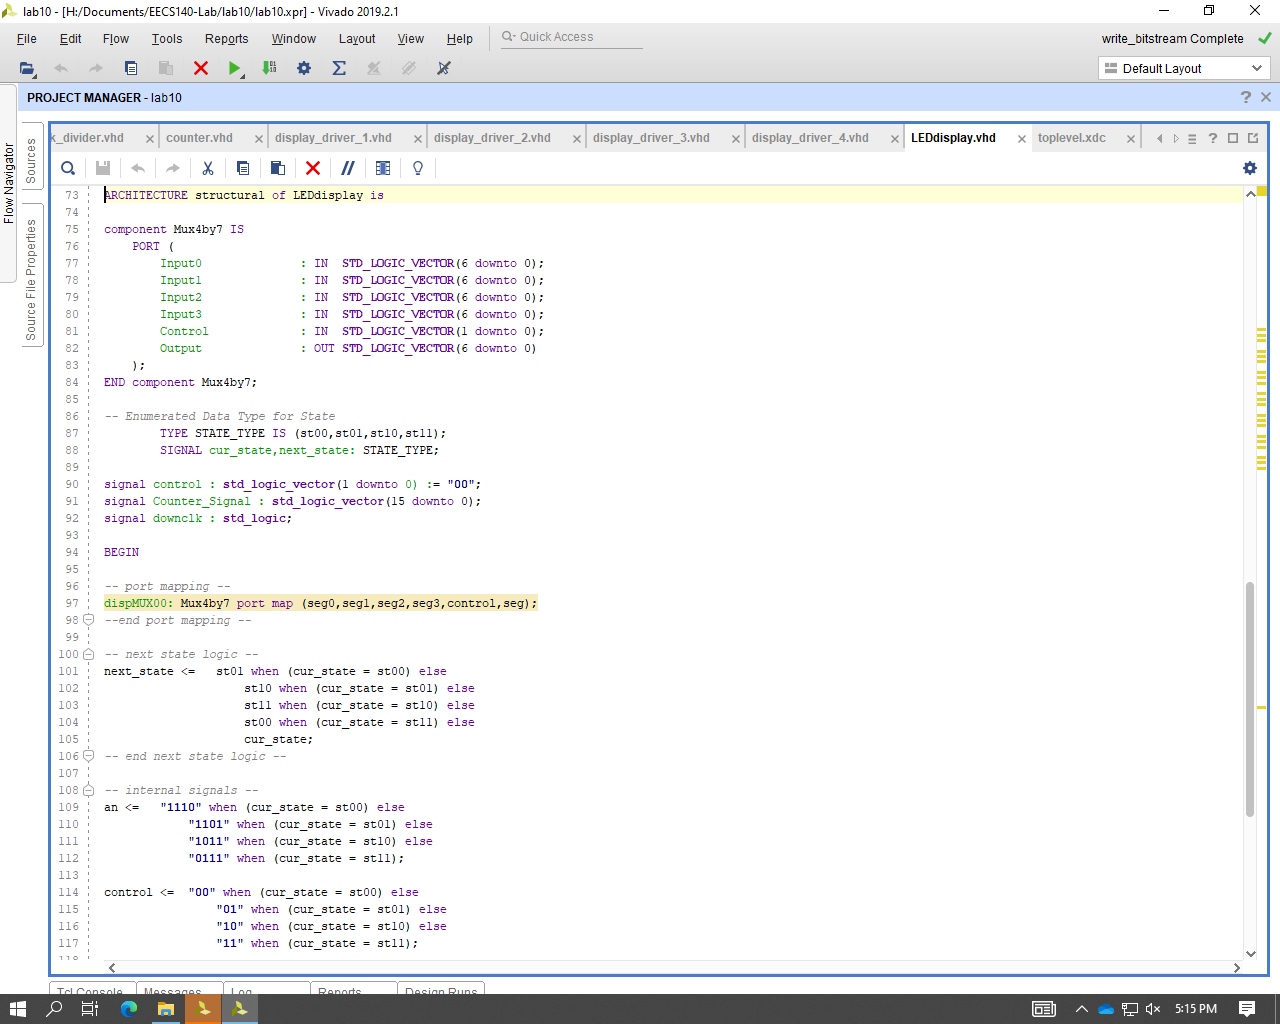 lab10 - [H:/Documents/EECS140-Lab/lab10/lab10.xpr] - Vivado 2019.2.1
File Edit Flow Tools Reports Window Layout View Help Quick Access
write_bitstream Complete
Default Layout
PROJECT MANAGER - lab10
Flow Navigator
Sources
Source File Properties
k_divider.vhd counter.vhd display_driver_1.vhd display_driver_2.vhd display_driver_3.vhd display_driver_4.vhd LEDdisplay.vhd toplevel.xdc
73 ARCHITECTURE structural of LEDdisplay is
74
75 component Mux4by7 IS
76 PORT (
77 Input0 : IN STD_LOGIC_VECTOR(6 downto 0);
78 Input1 : IN STD_LOGIC_VECTOR(6 downto 0);
79 Input2 : IN STD_LOGIC_VECTOR(6 downto 0);
80 Input3 : IN STD_LOGIC_VECTOR(6 downto 0);
81 Control : IN STD_LOGIC_VECTOR(1 downto 0);
82 Output : OUT STD_LOGIC_VECTOR(6 downto 0)
83 );
84 END component Mux4by7;
85
86 -- Enumerated Data Type for State
87 TYPE STATE_TYPE IS (st00,st01,st10,st11);
88 SIGNAL cur_state,next_state: STATE_TYPE;
89
90 signal control : std_logic_vector(1 downto 0) := "00";
91 signal Counter_Signal : std_logic_vector(15 downto 0);
92 signal downclk : std_logic;
93
94 BEGIN
95
96 -- port mapping --
97 dispMUX00: Mux4by7 port map (seg0,seg1,seg2,seg3,control,seg);
98 --end port mapping --
99
100 -- next state logic --
101 next_state <= st01 when (cur_state = st00) else
102 st10 when (cur_state = st01) else
103 st11 when (cur_state = st10) else
104 st00 when (cur_state = st11) else
105 cur_state;
106 -- end next state logic --
107
108 -- internal signals --
109 an <= "1110" when (cur_state = st00) else
110 "1101" when (cur_state = st01) else
111 "1011" when (cur_state = st10) else
112 "0111" when (cur_state = st11);
113
114 control <= "00" when (cur_state = st00) else
115 "01" when (cur_state = st01) else
116 "10" when (cur_state = st10) else
117 "11" when (cur_state = st11);
118
Tcl Console Messages Log Reports Design Runs
5:15 PM